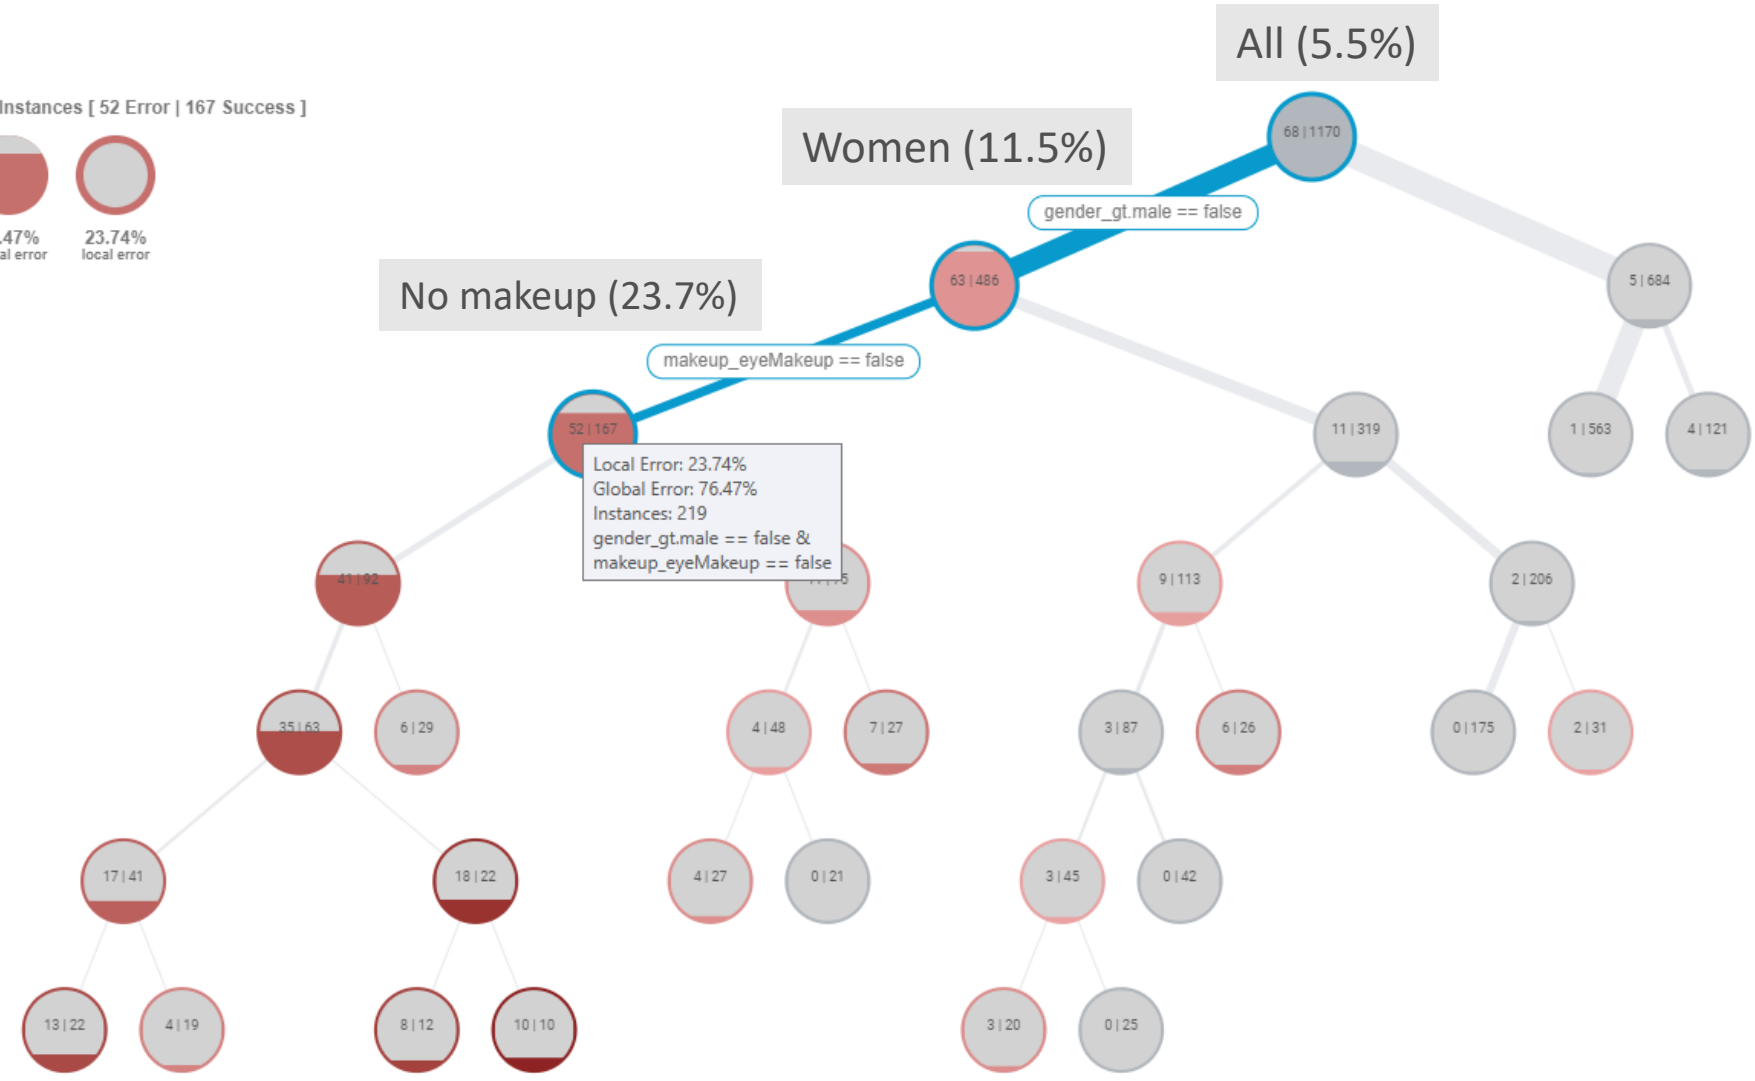 All (5.5%)
Instances [ 52 Error | 167 Success ]
Women (11.5%)
68 | 1170
.47%
al error
23.74%
local error
gender_gt.male == false
No makeup (23.7%)
63 | 486
5 | 684
makeup_eyeMakeup == false
52 | 167
11 | 319
1 | 563
4 | 121
Local Error: 23.74%
Global Error: 76.47%
Instances: 219
gender_gt.male == false &
makeup_eyeMakeup == false
41 | 92
9 | 113
2 | 206
35 | 63
6 | 29
4 | 48
7 | 27
3 | 87
6 | 26
0 | 175
2 | 31
17 | 41
18 | 22
4 | 27
0 | 21
3 | 45
0 | 42
13 | 22
4 | 19
8 | 12
10 | 10
3 | 20
0 | 25